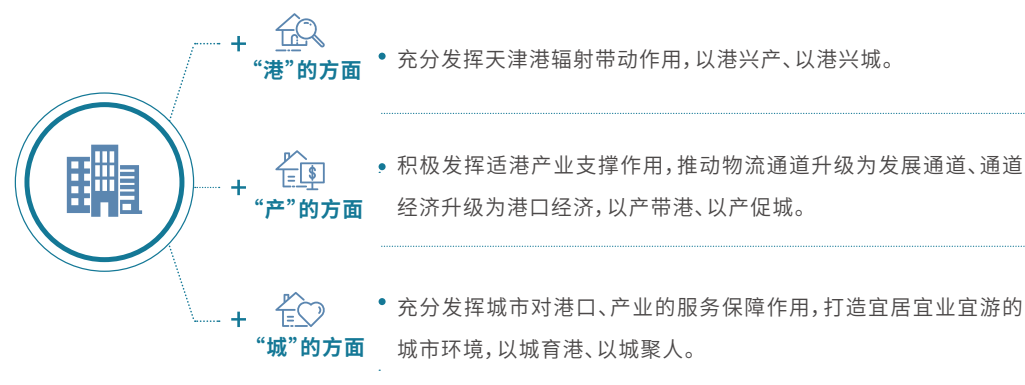 “港”的方面
充分发挥天津港辐射带动作用，以港兴产、以港兴城。
“产”的方面
积极发挥适港产业支撑作用，推动物流通道升级为发展通道、通道
经济升级为港口经济，以产带港、以产促城。
“城”的方面
充分发挥城市对港口、产业的服务保障作用，打造宜居宜业宜游的
城市环境，以城育港、以城聚人。